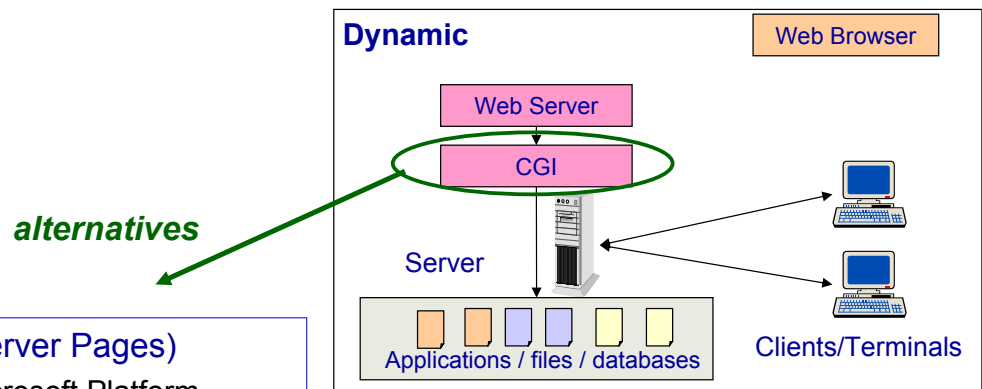 Dynamic
Web Browser
Web Server
CGI
alternatives
Server
Applications / files / databases
Clients/Terminals
erver Pages)